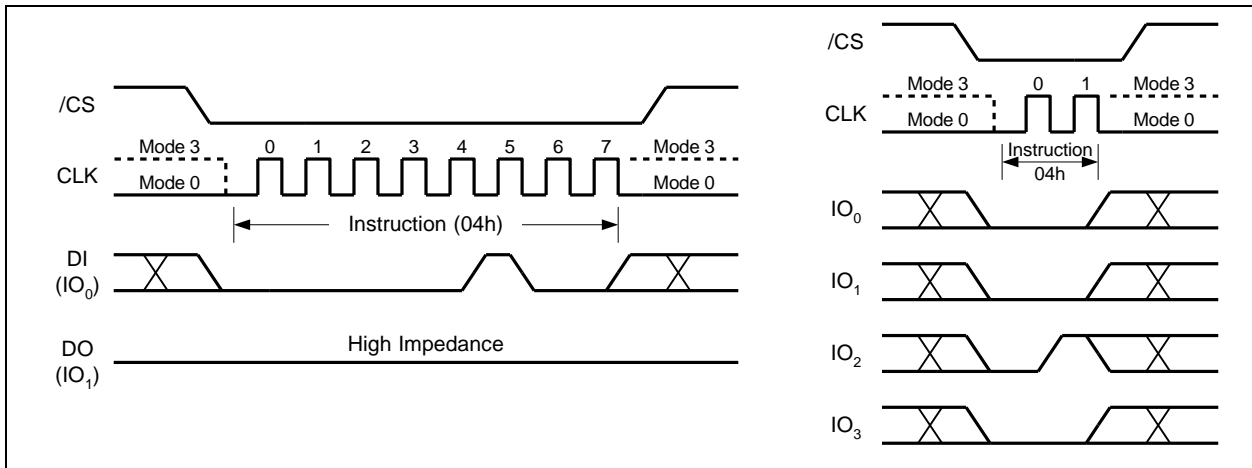 /CS
Mode 3
0 1 2 3 4 5 6 7
Mode 3
CLK
Mode 0
Mode 0
Instruction (04h)
DI
(IO0)
High Impedance
DO
(IO1)
/CS
Mode 3
0 1
Mode 3
CLK
Mode 0
Mode 0
Instruction
04h
IO0
IO1
IO2
IO3